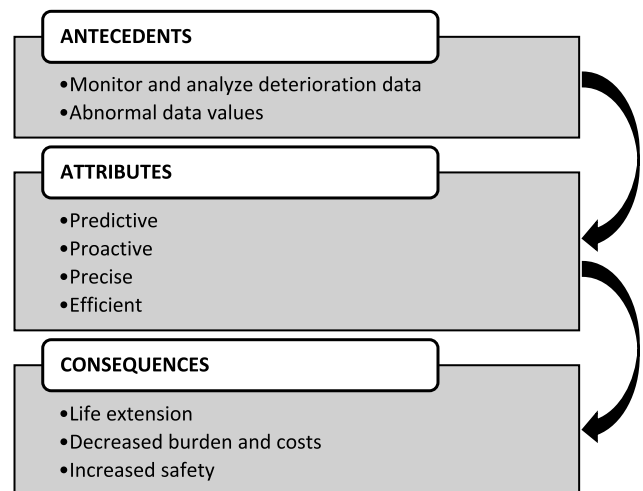 ANTECEDENTS
•Monitor and analyze deterioration data
•Abnormal data values
ATTRIBUTES
•Predictive
•Proactive
•Precise
•Efficient
CONSEQUENCES
•Life extension
•Decreased burden and costs
•Increased safety